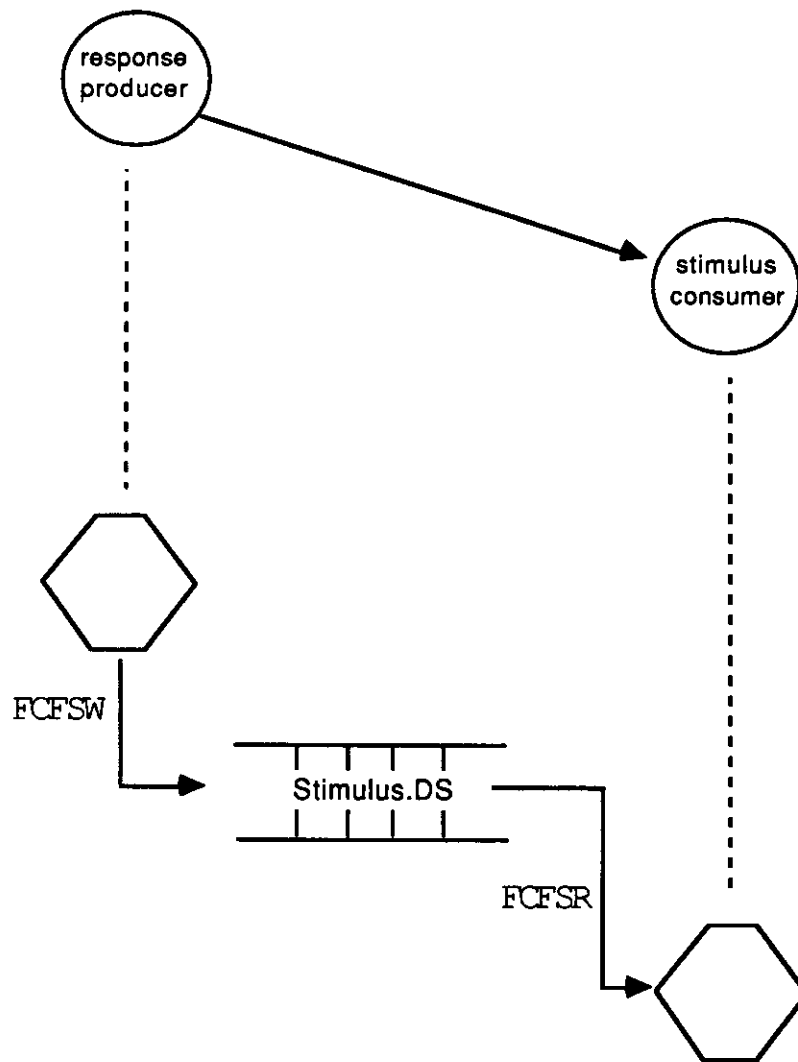 response
producer
stimulus
consumer
FCFSW
Stimulus.DS
FCFSR